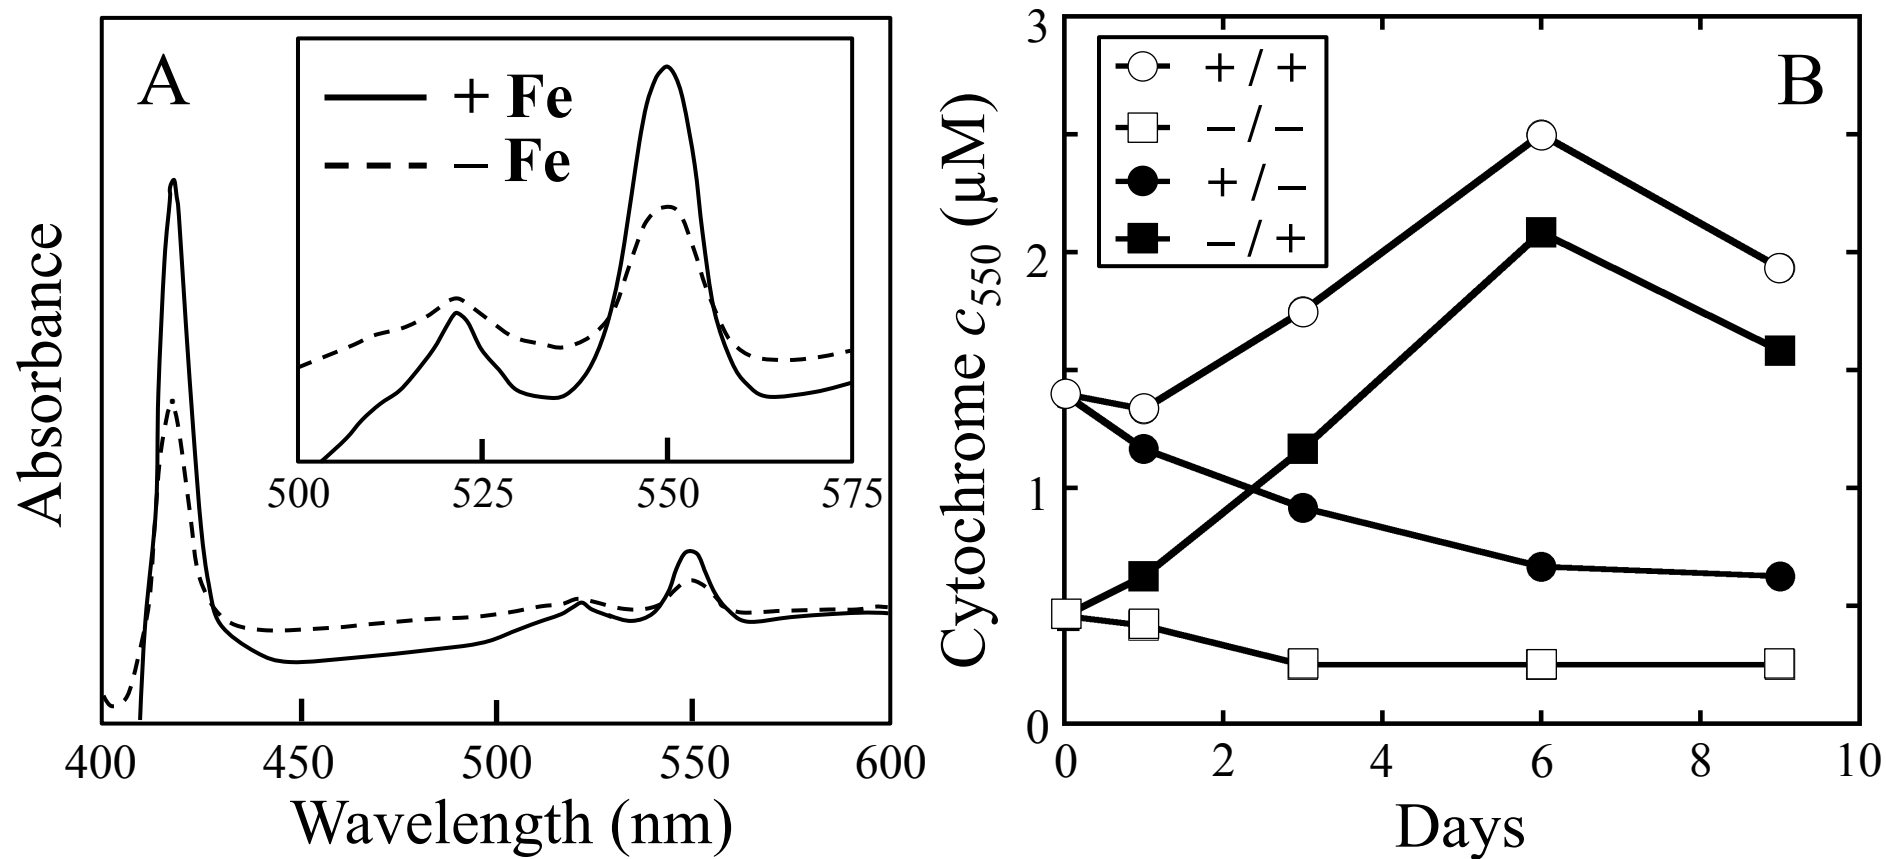 A
+ Fe
– Fe
500 525 550 575
Absorbance
400 450 500 550 600
Wavelength (nm)
B
+ / +
– / –
+ / –
– / +
3
2
1
0
Cytochrome c550 (μM)
0 2 4 6 8 10
Days